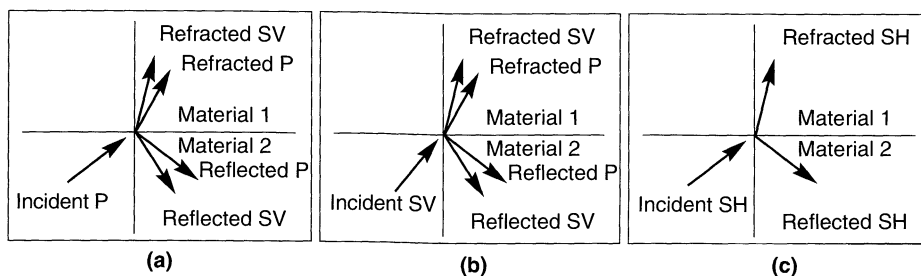 Refracted SV
Refracted P
Material 1
Material 2
Reflected P
Incident P
Reflected SV
(a)
Refracted SV
Refracted P
Material 1
Material 2
Reflected P
Incident SV
Reflected SV
(b)
Refracted SH
Material 1
Material 2
Incident SH
Reflected SH
(c)